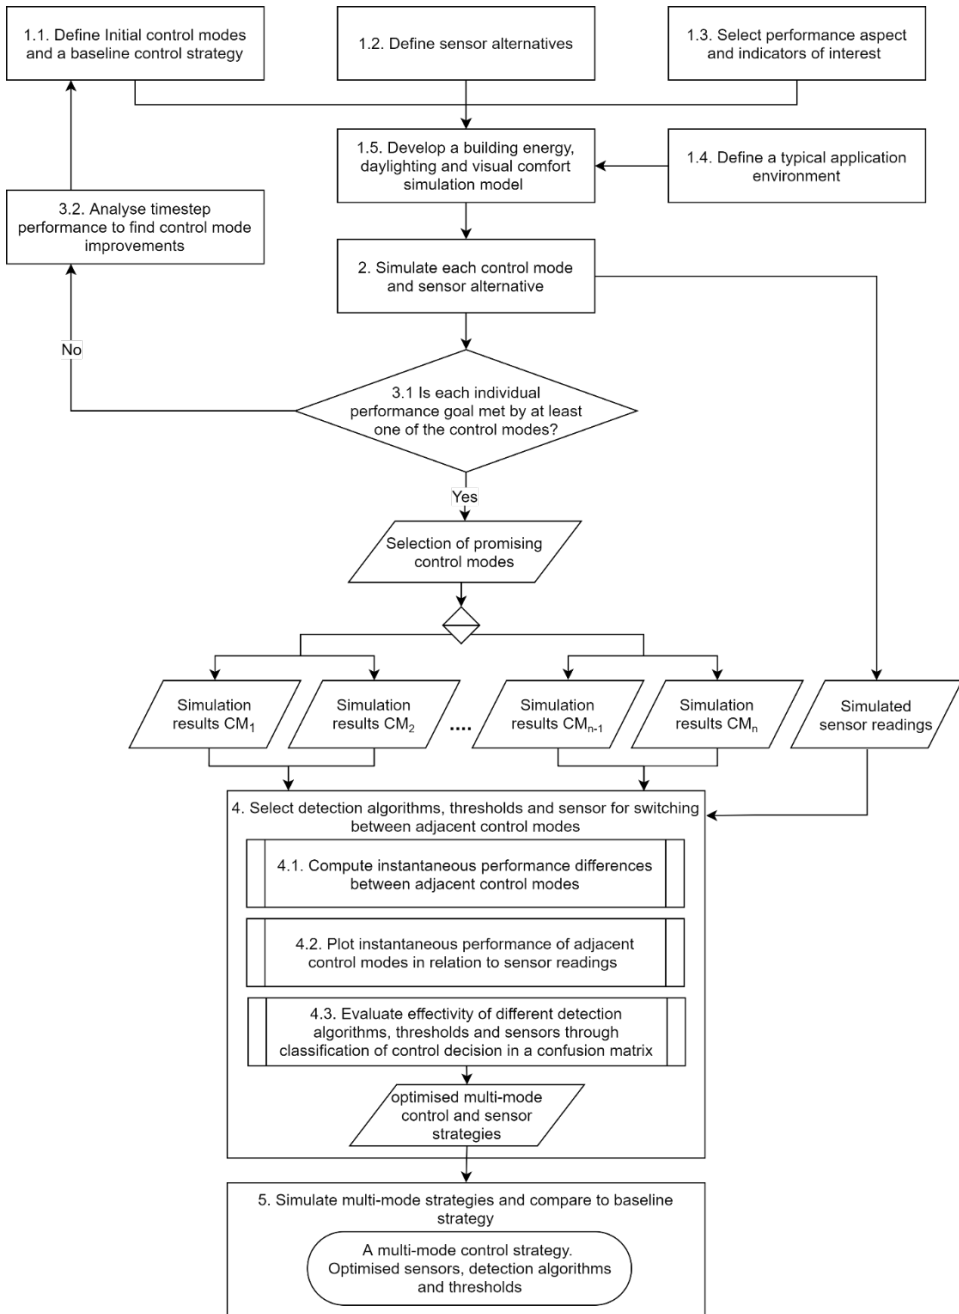 1.1. Define Initial control modes
and a baseline control strategy
1.2. Define sensor alternatives
1.3. Select performance aspect
and indicators of interest
1.5. Develop a building energy,
daylighting and visual comfort
simulation model
1.4. Define a typical application
environment
3.2. Analyse timestep
performance to find control mode
improvements
2. Simulate each control mode
and sensor alternative
No
3.1 Is each individual
performance goal met by at least
one of the control modes?
Yes
Selection of promising
control modes
Simulation
results CM1
Simulation
results CM2
....
Simulation
results CMn-1
Simulation
results CMn
Simulated
sensor readings
4. Select detection algorithms, thresholds and sensor for switching
between adjacent control modes
4.1. Compute instantaneous performance differences
between adjacent control modes
4.2. Plot instantaneous performance of adjacent
control modes in relation to sensor readings
4.3. Evaluate effectivity of different detection
algorithms, thresholds and sensors through
classification of control decision in a confusion matrix
optimised multi-mode
control and sensor
strategies
5. Simulate multi-mode strategies and compare to baseline
strategy
A multi-mode control strategy.
Optimised sensors, detection algorithms
and thresholds